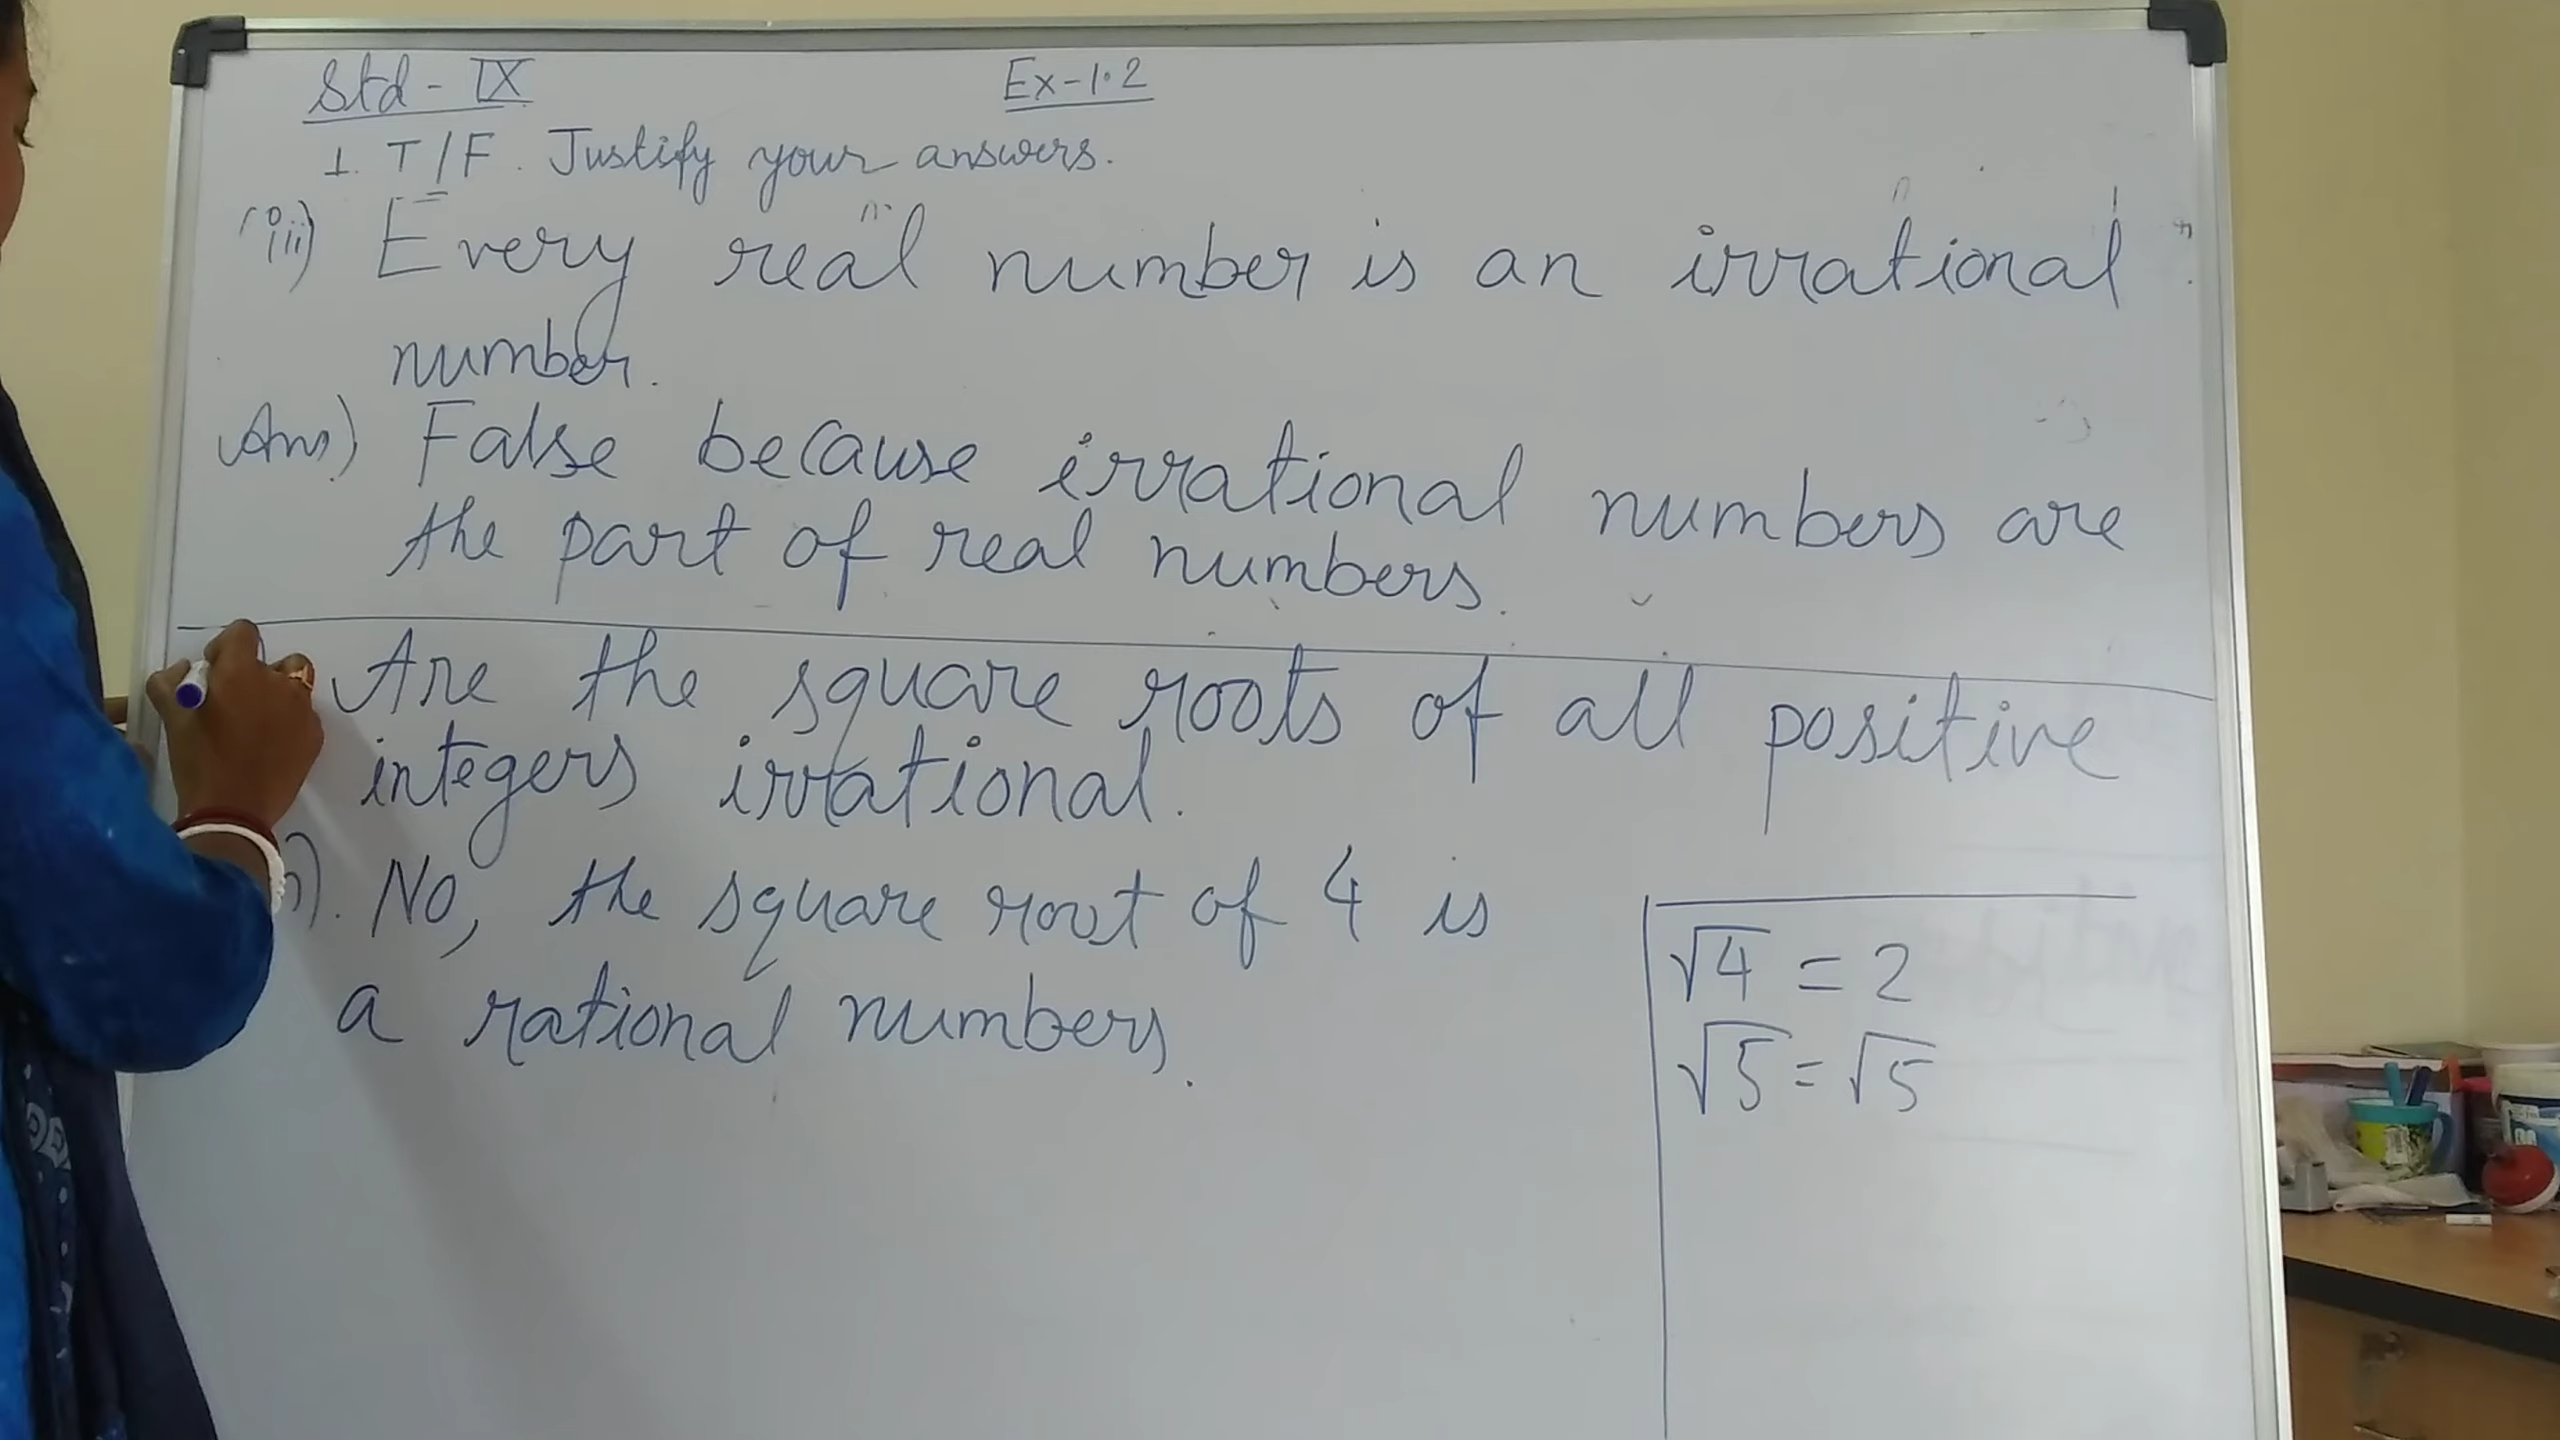 Std - IX
Ex-1.2
1. T/F. Justify your answers.
(iii) Every real number is an irrational
number.
Ans) False because irrational numbers are
the part of real numbers.
Are the square roots of all positive
integers irrational.
No, the square root of 4 is
a rational numbers.
√4 = 2
√5 = √5